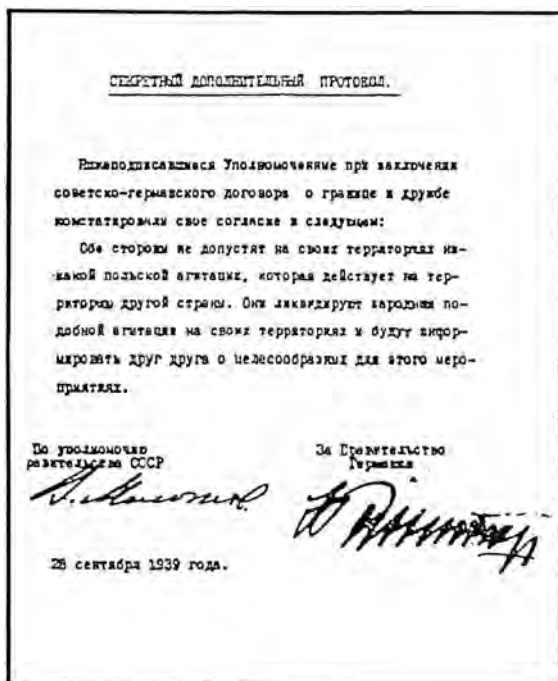 СЕКРЕТНЫЙ ДОПОЛНИТЕЛЬНЫЙ ПРОТОКОЛ.
Нижеподписавшиеся Уполномоченные при заключении
советско-германского договора о границе и дружбе
констатировали свое согласие в следующем:
Обе стороны не допустят на своих территориях ни-
какой польской агитации, которая действует на тер-
риторию другой страны. Они ликвидируют зародыши по-
добной агитации на своих территориях и будут инфор-
мировать друг друга о целесообразных для этого меро-
приятиях.
По уполномочию
равительства СССР
За Правительство
Германии
В. Молотов
28 сентября 1939 года.